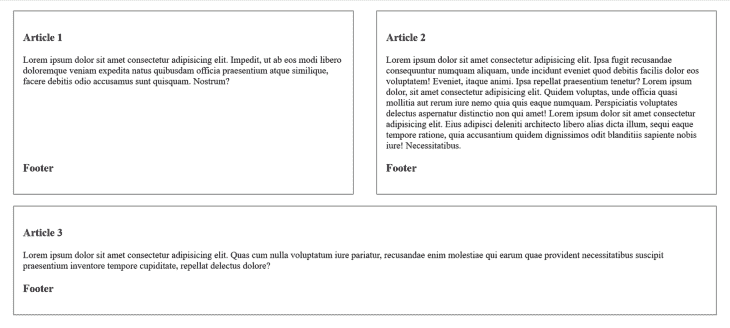 Article 1
Lorem ipsum dolor sit amet consectetur adipisicing elit. Impedit, ut ab eos modi libero
doloremque veniam expedita natus quibusdam officia praesentium atque similique,
facere debitis odio accusamus sunt quisquam. Nostrum?
Footer
Article 2
Lorem ipsum dolor sit amet consectetur adipisicing elit. Ipsa fugit recusandae
consequuntur numquam aliquam, unde incidunt eveniet quod debitis facilis dolor eos
voluptatem! Eveniet, itaque animi. Ipsa repellat praesentium tenetur? Lorem ipsum
dolor, sit amet consectetur adipisicing elit. Quidem voluptas, unde officia quasi
mollitia aut rerum iure nemo quia quis eaque numquam. Perspiciatis voluptates
delectus aspernatur distinctio non qui amet! Lorem ipsum dolor sit amet consectetur
adipisicing elit. Eius adipisci deleniti architecto libero alias dicta illum, sequi eaque
tempore ratione, quia accusantium quidem dignissimos odit blanditiis sapiente nobis
iure! Necessitatibus.
Footer
Article 3
Lorem ipsum dolor sit amet consectetur adipisicing elit. Quas cum nulla voluptatum iure pariatur, recusandae enim molestiae qui earum quae provident necessitatibus suscipit
praesentium inventore tempore cupiditate, repellat delectus dolore?
Footer